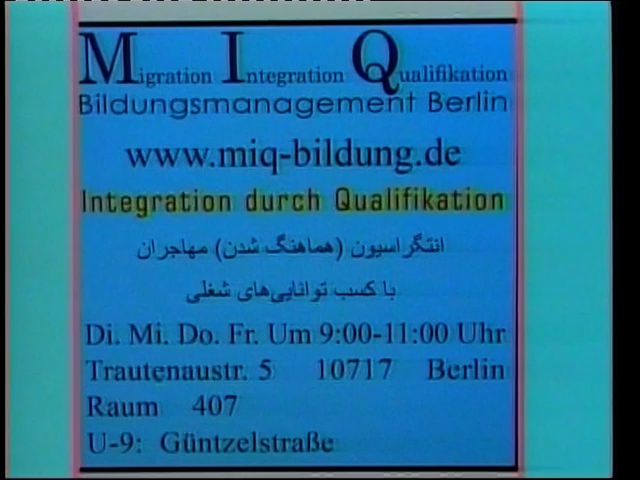 Migration Integration Qualifikation
Bildungsmanagement Berlin
www.miq-bildung.de
Integration durch Qualifikation
انتگراسیون (هماهنگ شدن) مهاجران
با کسب توانایی‌های شغلی
Di. Mi. Do. Fr. Um 9:00-11:00 Uhr
Trautenaustr. 5 10717 Berlin
Raum 407
U-9: Güntzelstraße